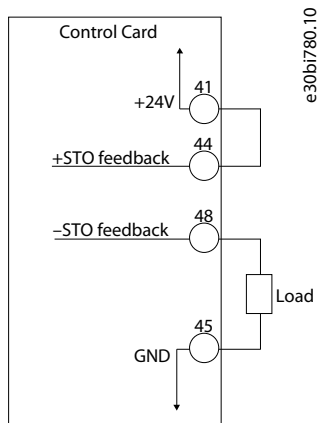 Control Card
e30bi780.10
41
+24V
44
+STO feedback
48
–STO feedback
Load
45
GND